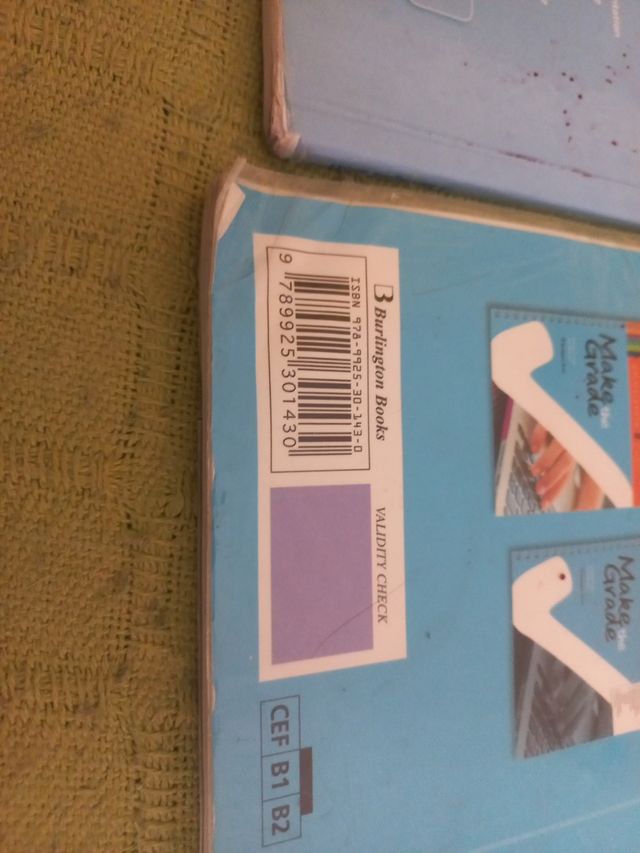 Burlington Books
ISBN 978-9925-30-143-0
9 789925 301430
VALIDITY CHECK
CEF B1 B2
Make the
Grade
Make the
Grade